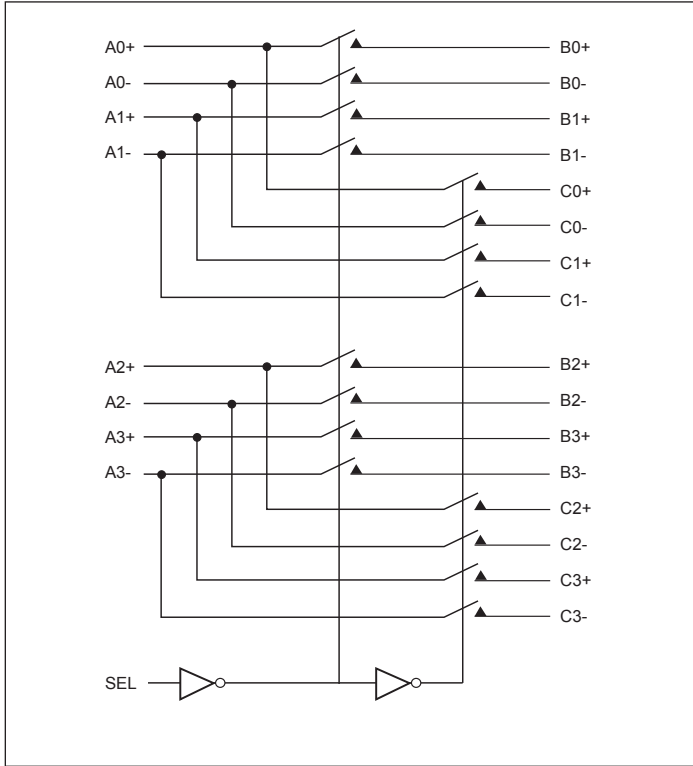 A0+ B0+
A0- B0-
A1+ B1+
A1- B1-
C0+
C0-
C1+
C1-
A2+ B2+
A2- B2-
A3+ B3+
A3- B3-
C2+
C2-
C3+
C3-
SEL